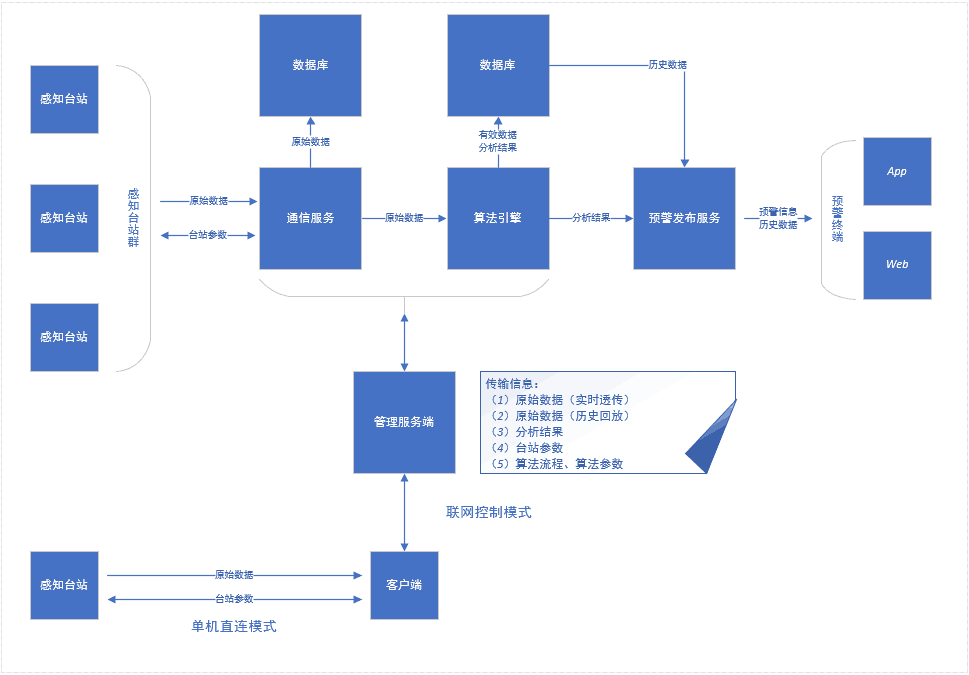 数据库
数据库
历史数据
感知台站
有效数据
分析结果
原始数据
App
感知台站群
原始数据
感知台站
通信服务
原始数据
算法引擎
分析结果
预警发布服务
预警信息
历史数据
预警终端
台站参数
Web
感知台站
传输信息：
（1）原始数据（实时透传）
（2）原始数据（历史回放）
（3）分析结果
（4）台站参数
（5）算法流程、算法参数
管理服务端
联网控制模式
感知台站
原始数据
台站参数
客户端
单机直连模式